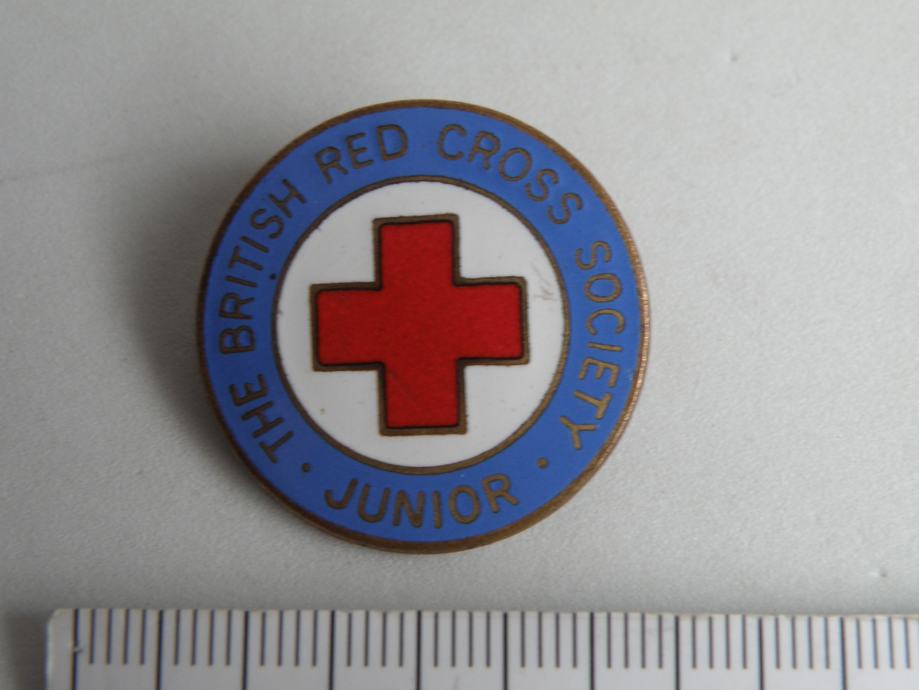 THE BRITISH RED CROSS SOCIETY
· JUNIOR ·